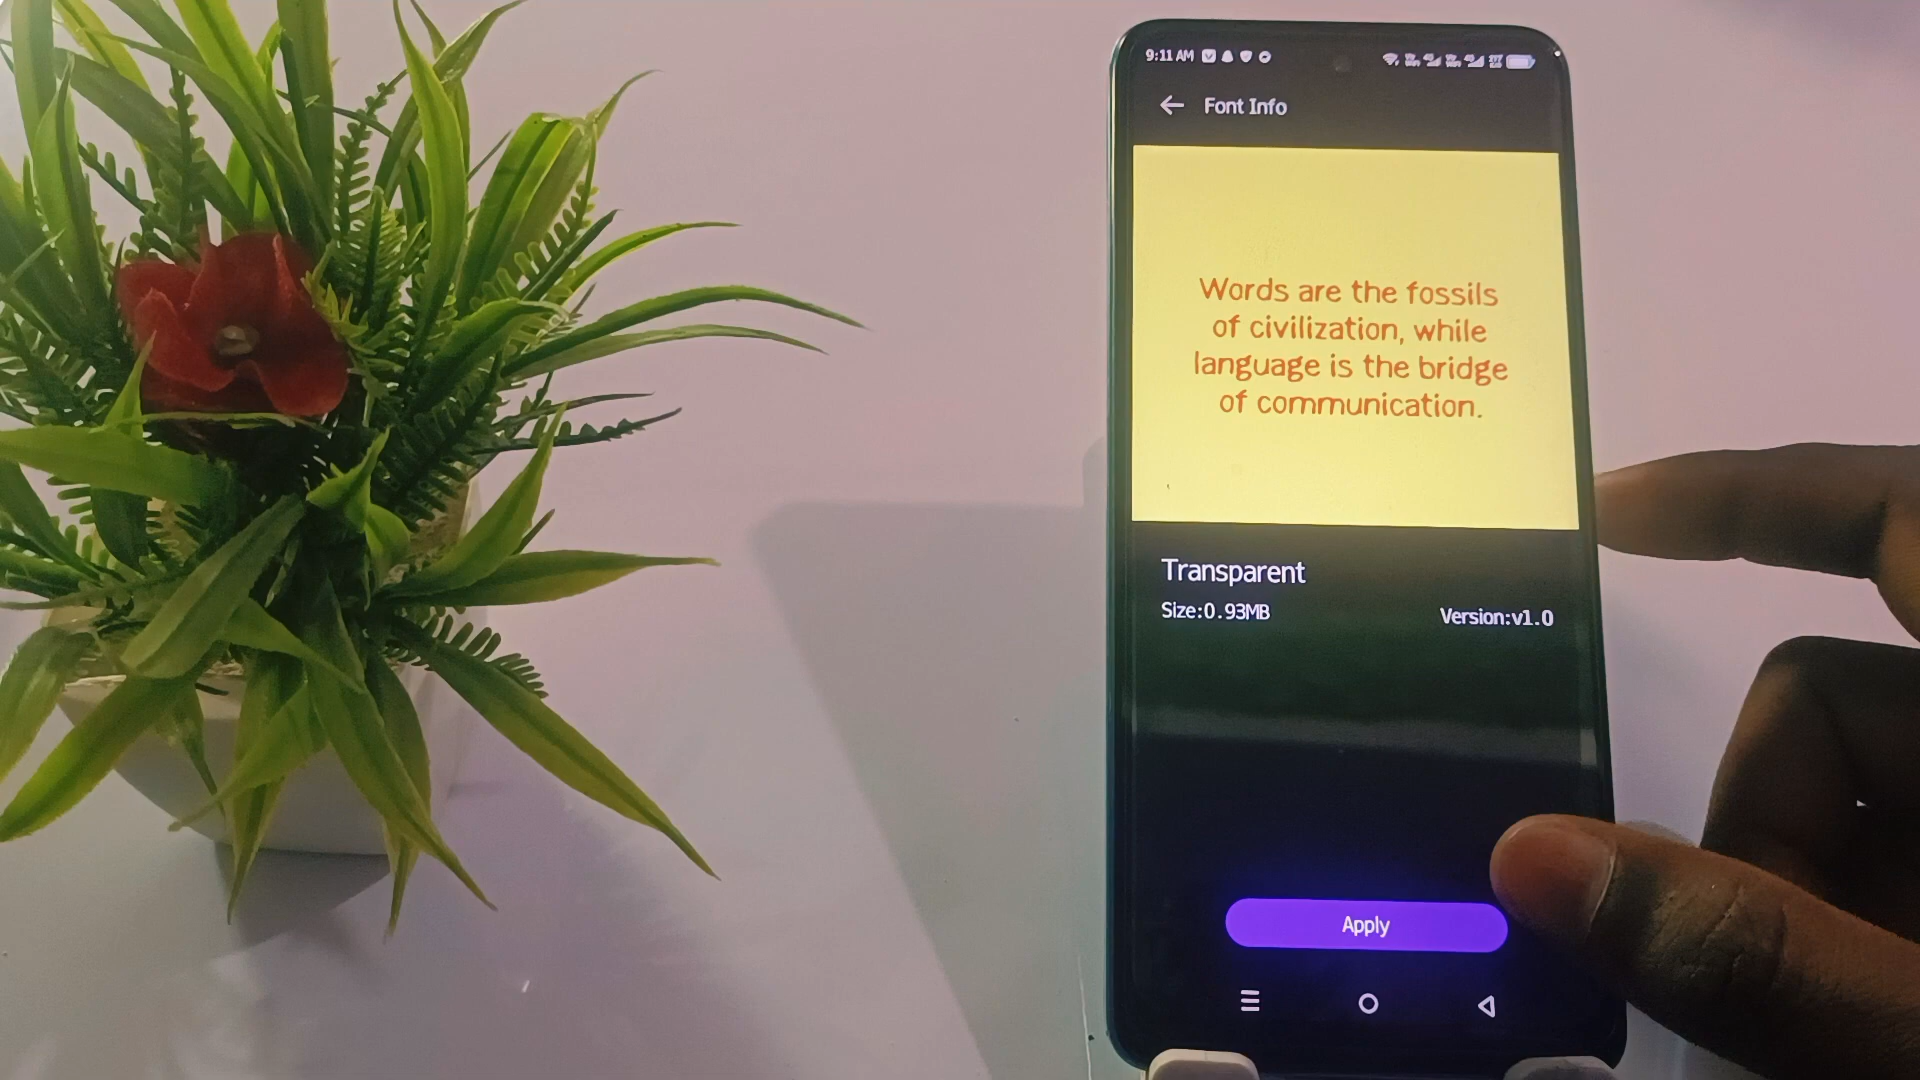 9:11 AM
Font Info
Words are the fossils
of civilization, while
language is the bridge
of communication.
Transparent
Size:0.93MB
Version:v1.0
Apply